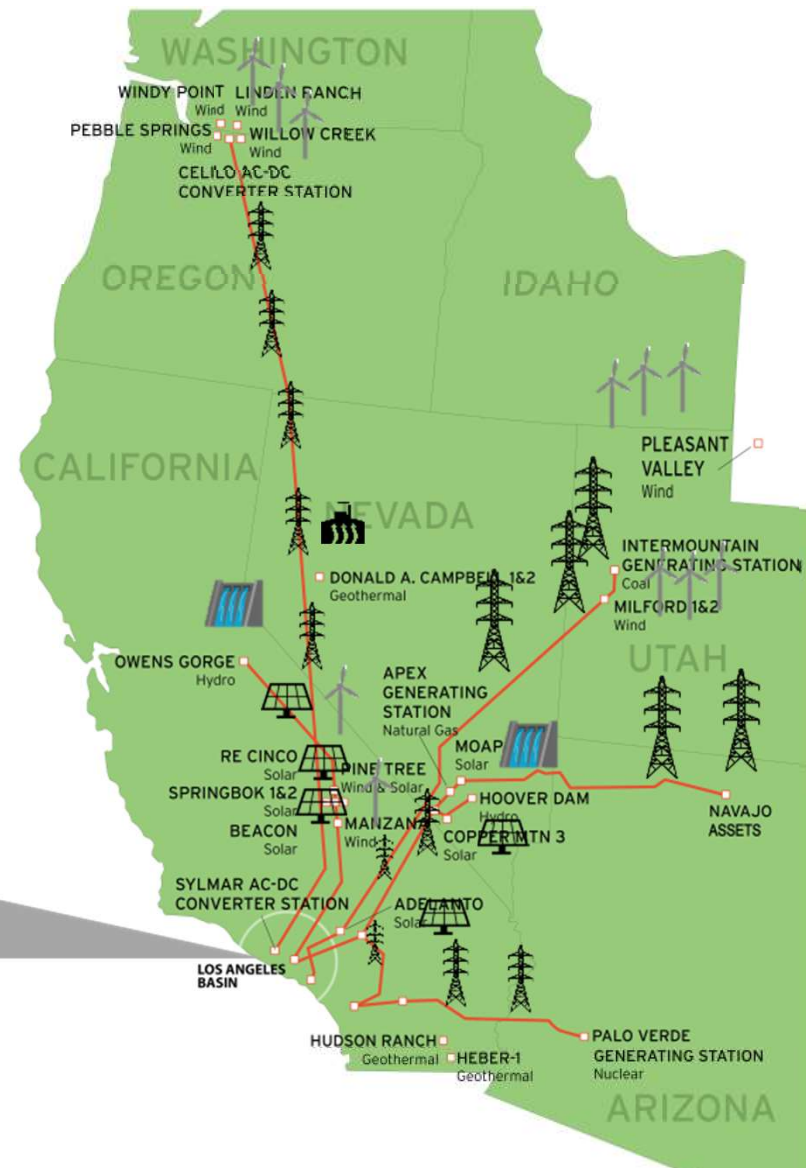 WASHINGTON
WINDY POINT
Wind
LINDEN RANCH
Wind
PEBBLE SPRINGS
Wind
WILLOW CREEK
Wind
CELILO AC-DC
CONVERTER STATION
OREGON
IDAHO
CALIFORNIA
PLEASANT
VALLEY
Wind
NEVADA
INTERMOUNTAIN
GENERATING STATION
Coal
DONALD A. CAMPBELL 1&2
Geothermal
MILFORD 1&2
Wind
UTAH
OWENS GORGE
Hydro
APEX
GENERATING
STATION
Natural Gas
MOAP
Solar
RE CINCO
Solar
PINE TREE
Wind & Solar
SPRINGBOK 1&2
Solar
HOOVER DAM
Hydro
NAVAJO
ASSETS
BEACON
Solar
MANZANA
Wind
COPPER MTN 3
Solar
SYLMAR AC-DC
CONVERTER STATION
ADELANTO
Solar
LOS ANGELES
BASIN
HUDSON RANCH
Geothermal
HEBER-1
Geothermal
PALO VERDE
GENERATING STATION
Nuclear
ARIZONA